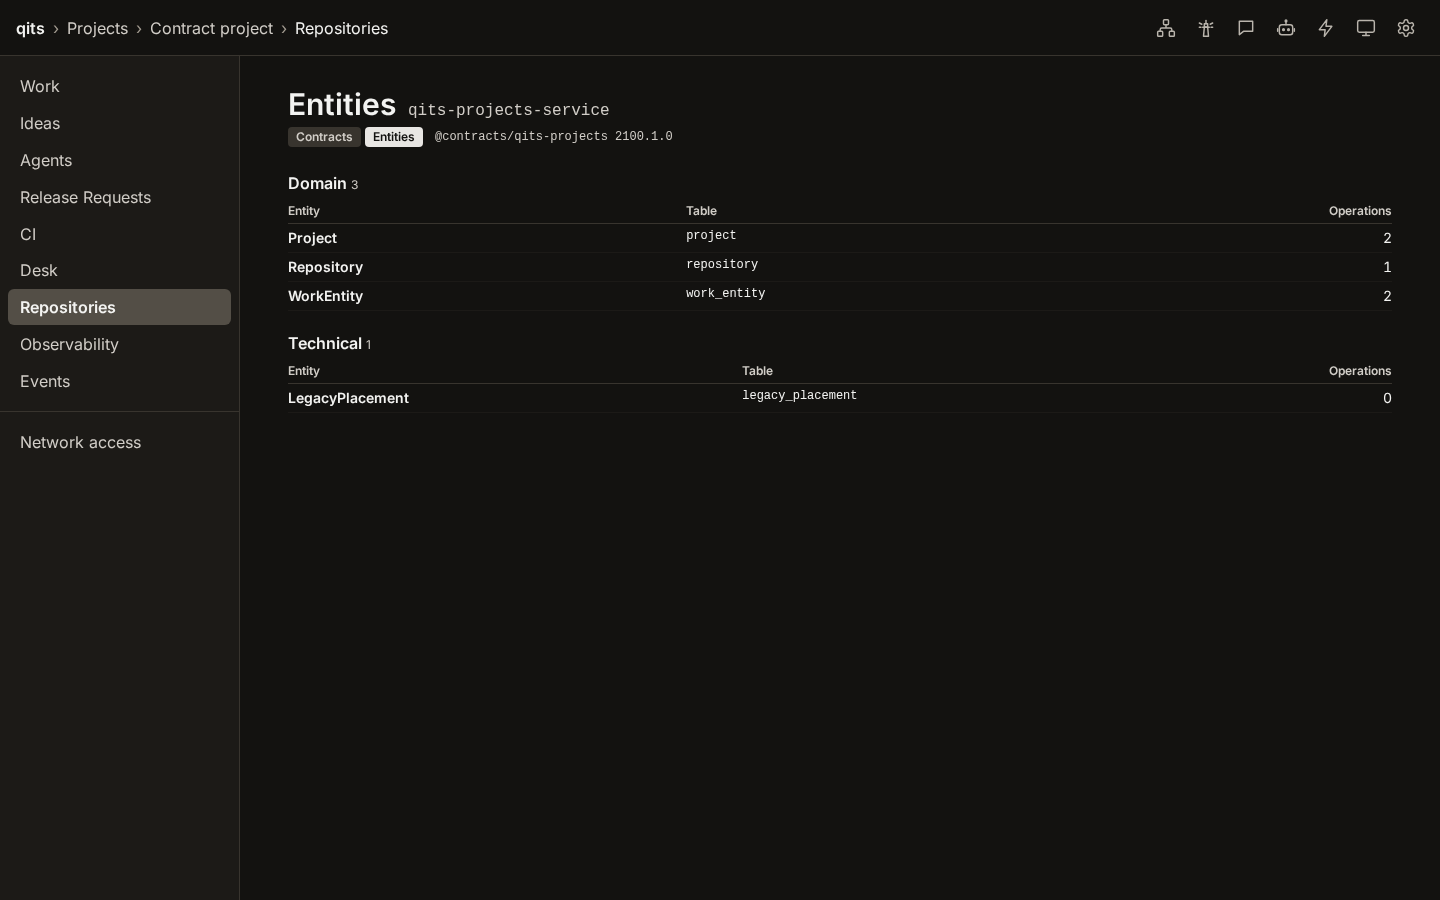 qits › Projects › Contract project › Repositories
Work
Ideas
Agents
Release Requests
CI
Desk
Repositories
Observability
Events
Network access
Entities qits-projects-service
Contracts Entities @contracts/qits-projects 2100.1.0
Domain 3
Entity Table Operations
Project project 2
Repository repository 1
WorkEntity work_entity 2
Technical 1
Entity Table Operations
LegacyPlacement legacy_placement 0